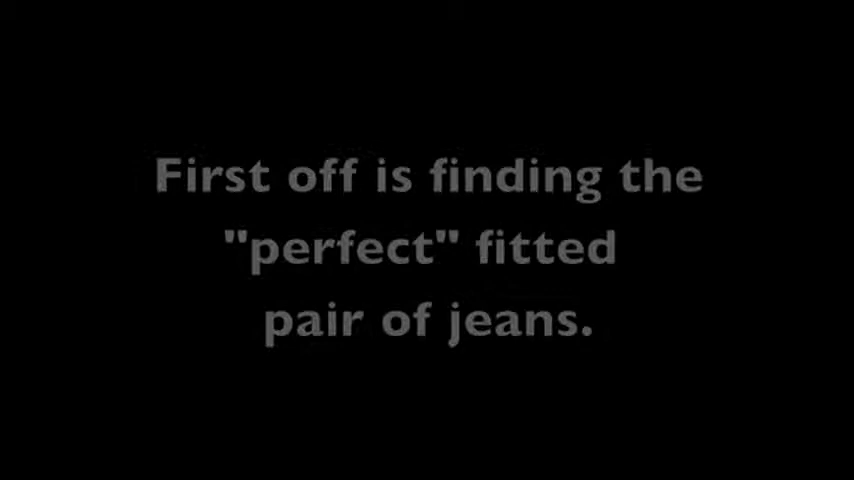 First off is finding the
"perfect" fitted
pair of jeans.